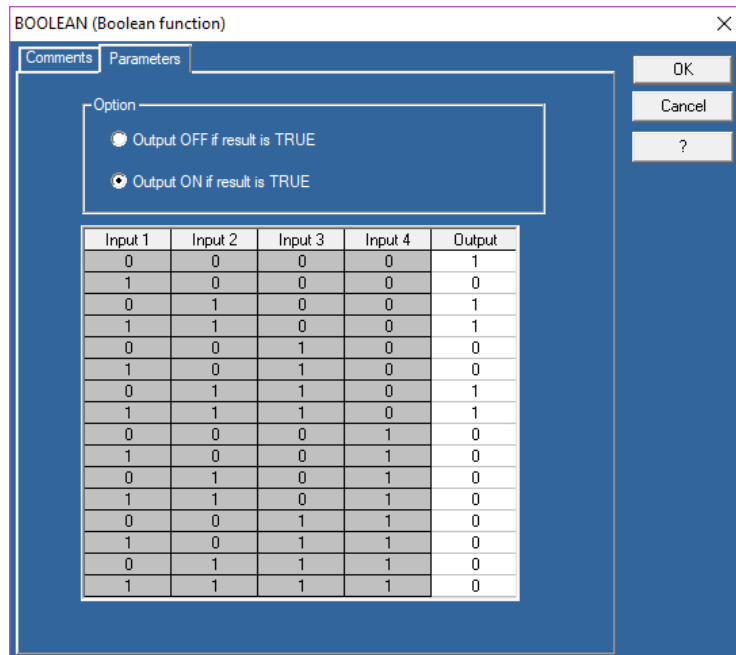 BOOLEAN (Boolean function)
Comments Parameters
OK
Cancel
?
Option
Output OFF if result is TRUE
Output ON if result is TRUE
Input 1 Input 2 Input 3 Input 4 Output
0 0 0 0 1
1 0 0 0 0
0 1 0 0 1
1 1 0 0 1
0 0 1 0 0
1 0 1 0 0
0 1 1 0 1
1 1 1 0 1
0 0 0 1 0
1 0 0 1 0
0 1 0 1 0
1 1 0 1 0
0 0 1 1 0
1 0 1 1 0
0 1 1 1 0
1 1 1 1 0